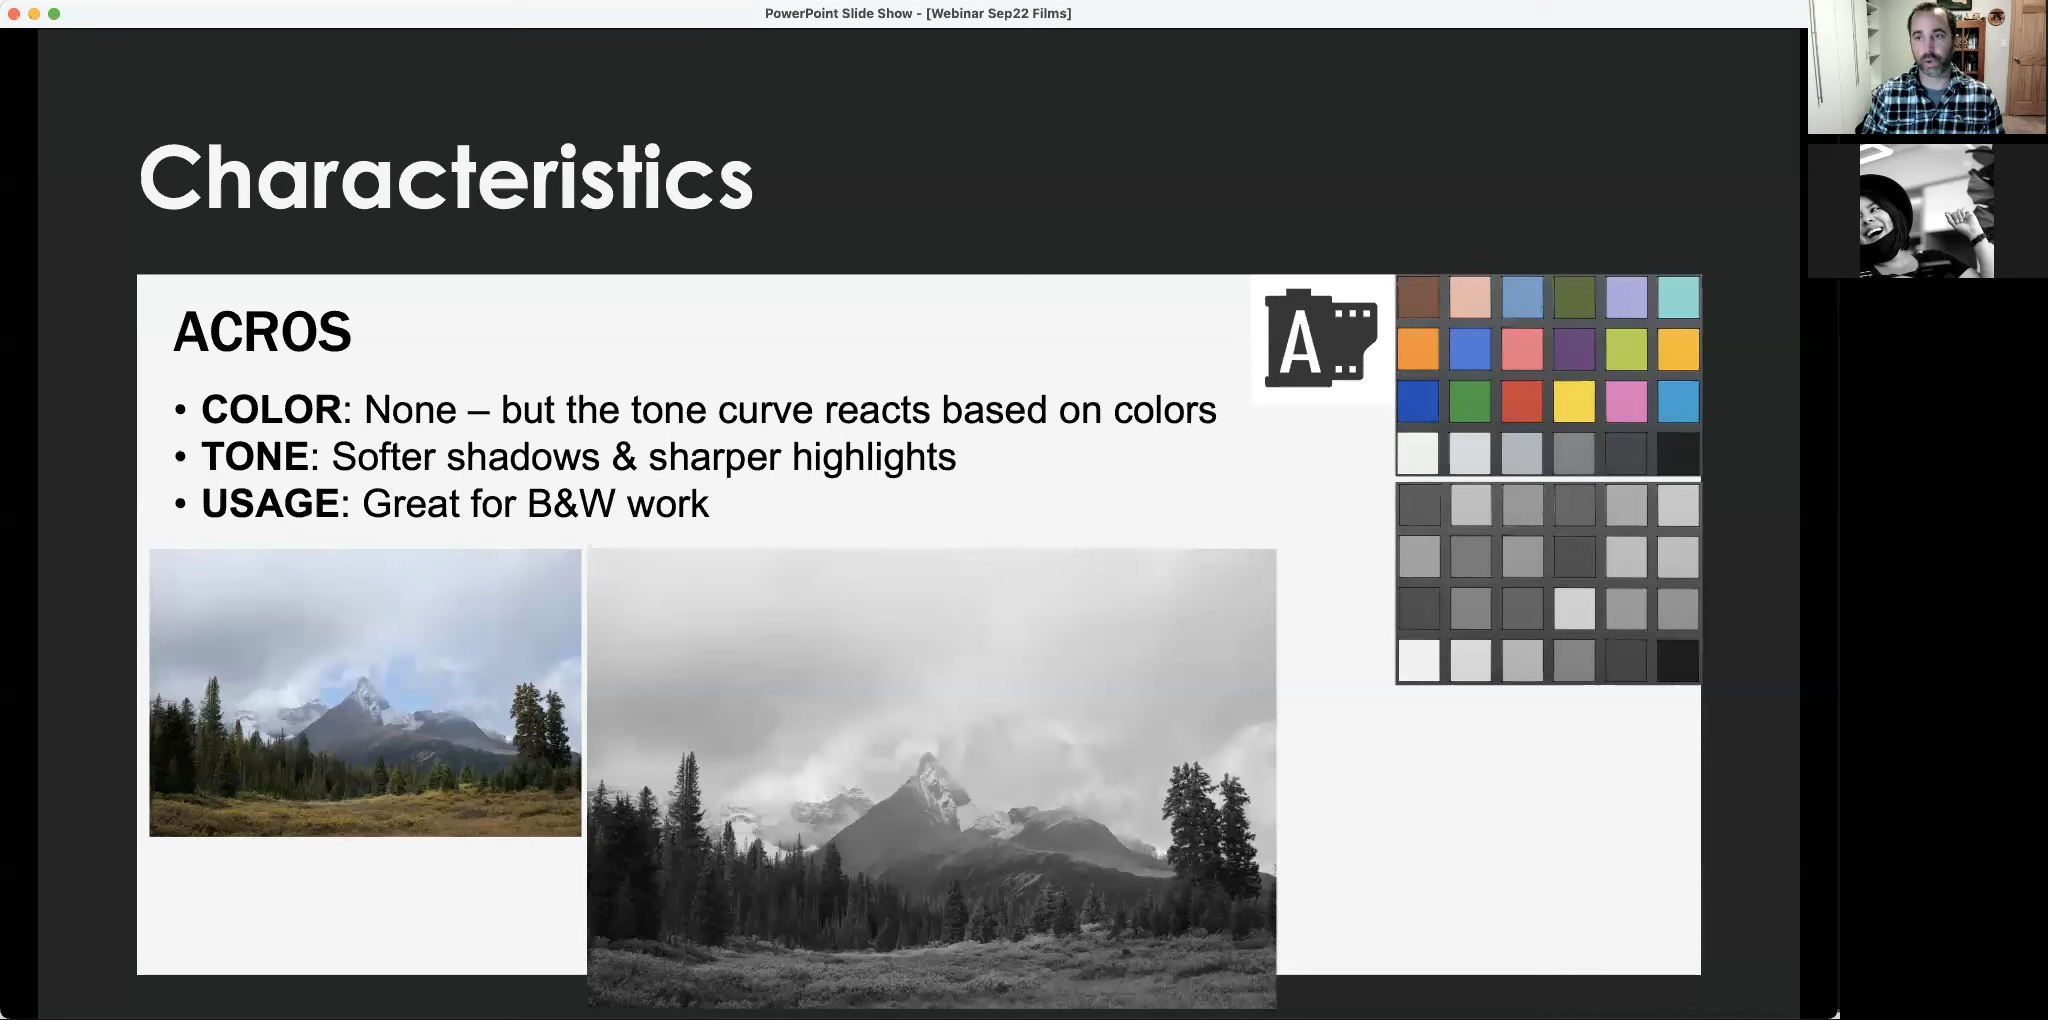 PowerPoint Slide Show - [Webinar Sep22 Films]
Characteristics
ACROS
A
• COLOR: None – but the tone curve reacts based on colors
• TONE: Softer shadows & sharper highlights
• USAGE: Great for B&W work